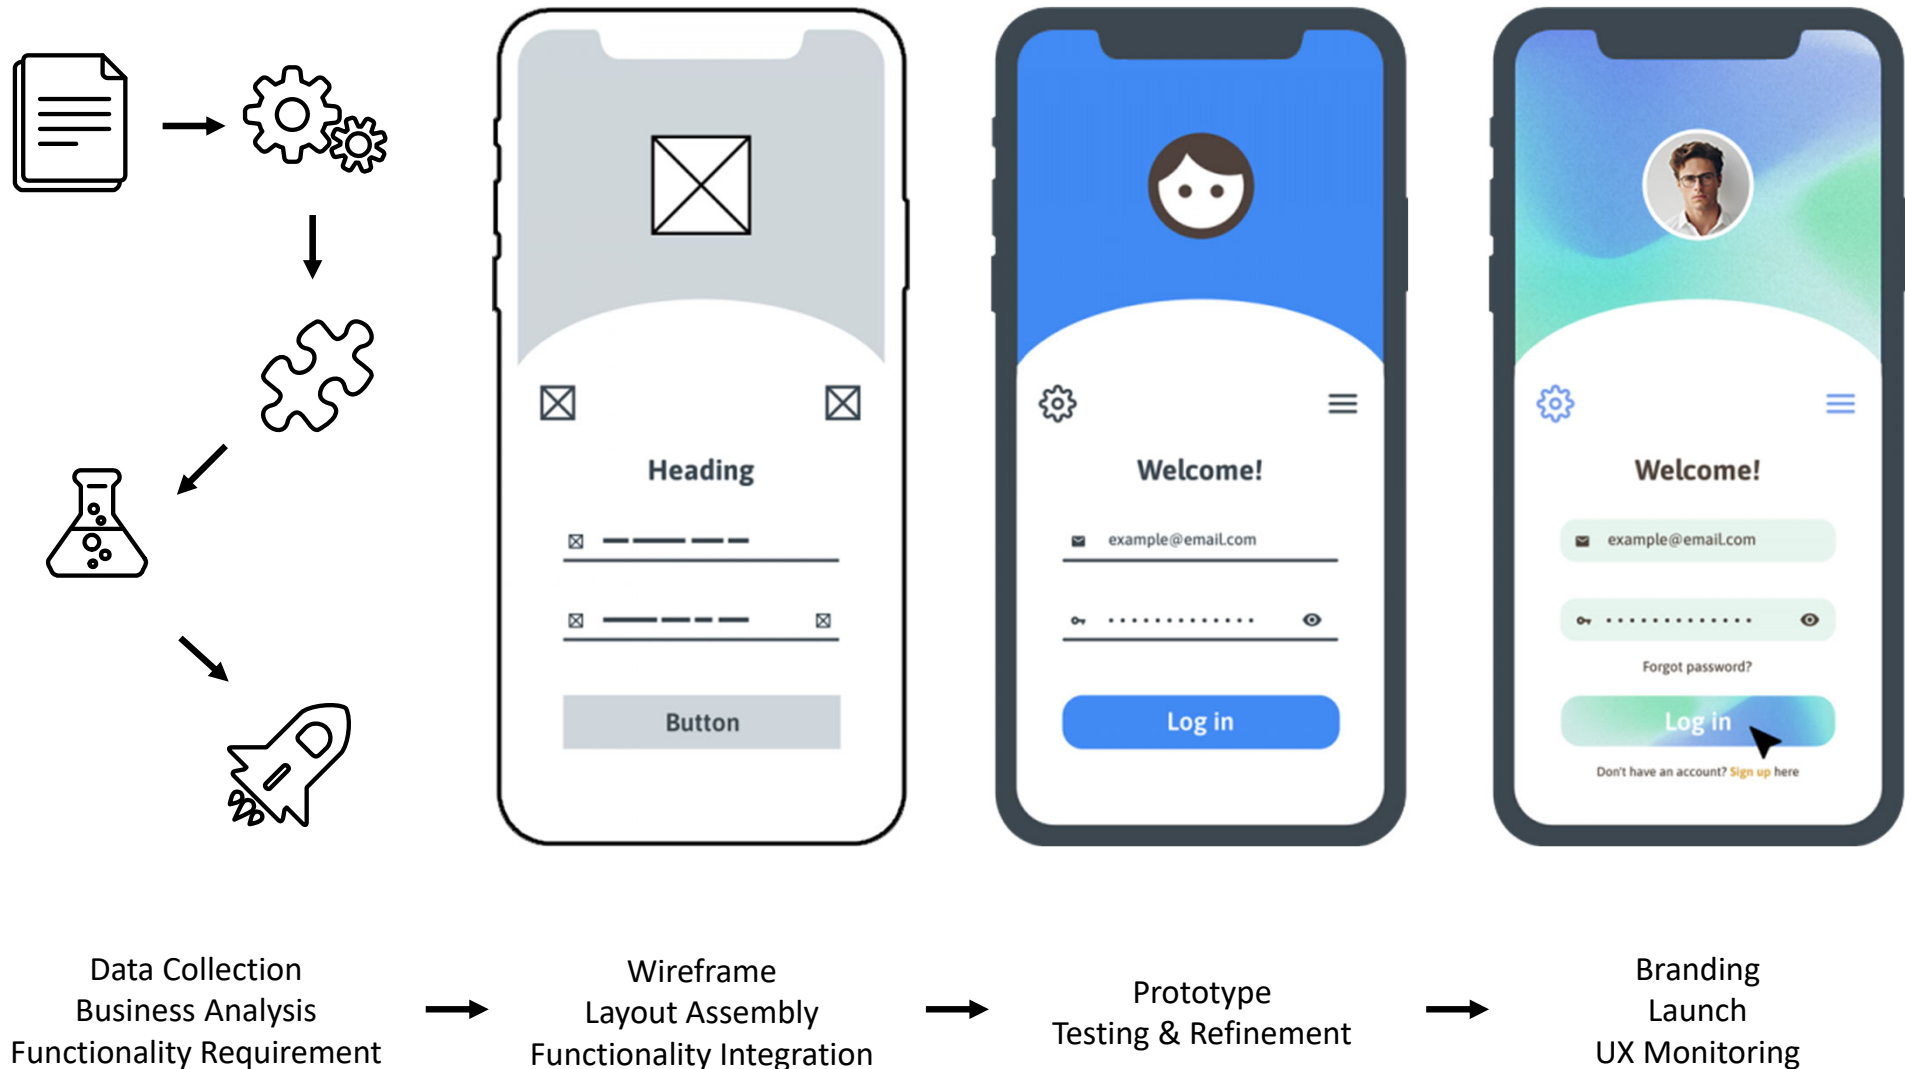 Heading
Button
Welcome!
example@email.com
Log in
Welcome!
example@email.com
Forgot password?
Log in
Don't have an account? Sign up here
Data Collection
Business Analysis
Functionality Requirement
Wireframe
Layout Assembly
Functionality Integration
Prototype
Testing & Refinement
Branding
Launch
UX Monitoring